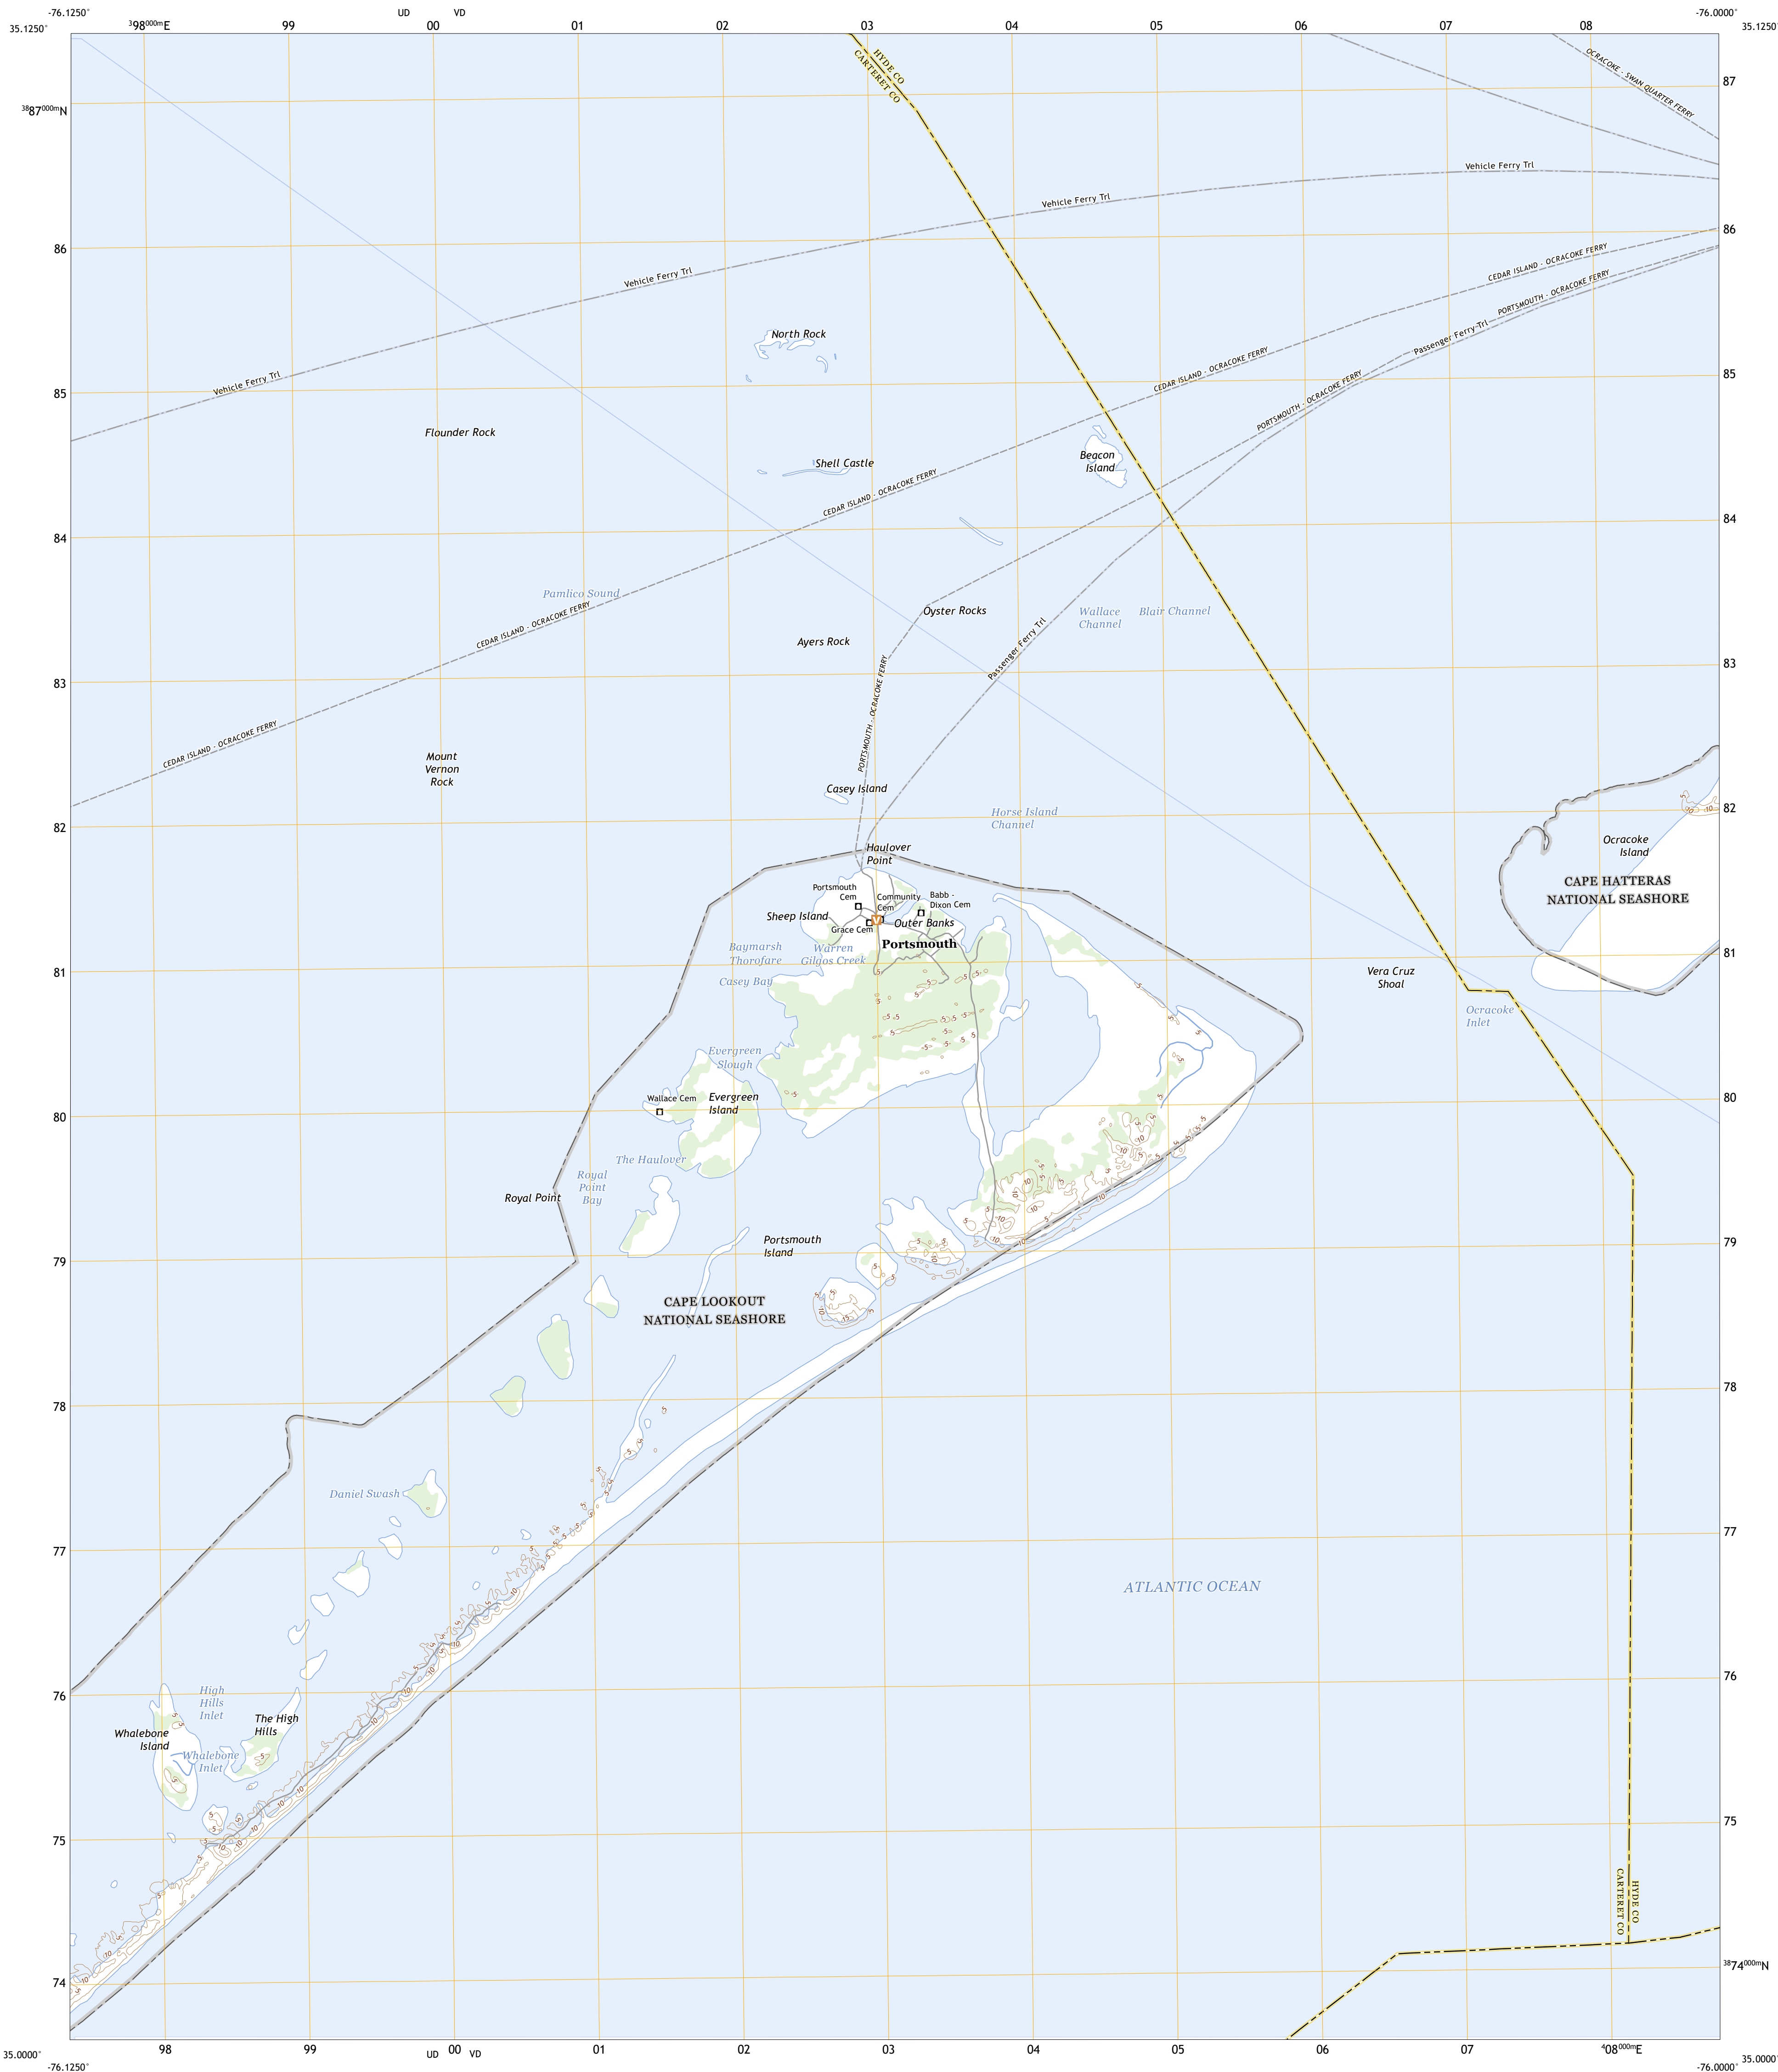 -76.1250°
UD VD
-76.0000°
35.1250°
398000mE 99 00 01 02 03 04 05 06 07 08
35.1250°
HYDE CO
CARTERET CO
OCRACOKE - SWAN QUARTER FERRY
87
3887000mN
Vehicle Ferry Trl
Vehicle Ferry Trl
86
86
CEDAR ISLAND - OCRACOKE FERRY
Vehicle Ferry Trl
PORTSMOUTH - OCRACOKE FERRY
North Rock
Passenger Ferry Trl
CEDAR ISLAND - OCRACOKE FERRY
85
Vehicle Ferry Trl
85
PORTSMOUTH - OCRACOKE FERRY
Flounder Rock
Shell Castle
Beacon
Island
CEDAR ISLAND - OCRACOKE FERRY
84
84
Pamlico Sound
CEDAR ISLAND - OCRACOKE FERRY
Oyster Rocks
Wallace
Channel
Blair Channel
Ayers Rock
Passenger Ferry Trl
83
83
PORTSMOUTH - OCRACOKE FERRY
CEDAR ISLAND - OCRACOKE FERRY
Mount
Vernon
Rock
Casey Island
82
82
Horse Island
Channel
Haulover
Point
Ocracoke
Island
CAPE HATTERAS
NATIONAL SEASHORE
Portsmouth
Cem
Community
Cem
Babb -
Dixon Cem
Sheep Island
Grace Cem
Outer Banks
Portsmouth
Baymarsh
Thorofare
Warren
Gilgos Creek
81
81
Casey Bay
Vera Cruz
Shoal
Ocracoke
Inlet
Evergreen
Slough
Wallace Cem
Evergreen
Island
80
80
The Haulover
Royal
Point
Bay
Royal Point
Portsmouth
Island
79
79
CAPE LOOKOUT
NATIONAL SEASHORE
78
78
Daniel Swash
77
77
ATLANTIC OCEAN
76
76
High
Hills
Inlet
The High
Hills
Whalebone
Island
Whalebone
Inlet
75
75
CARTERET CO
HYDE CO
74
3874000mN
98 99 00 01 02 03 04 05 06 07 408000mE
35.0000°
UD VD
35.0000°
-76.1250°
-76.0000°